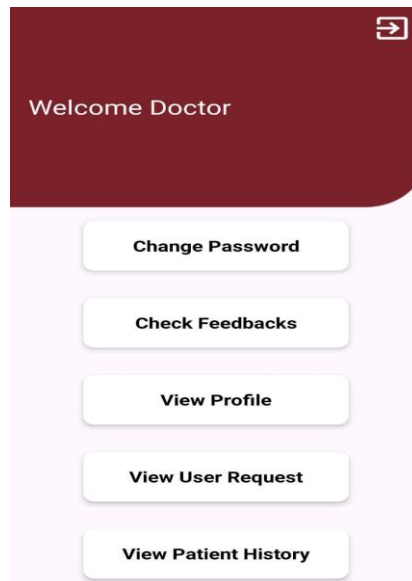 Welcome Doctor
Change Password
Check Feedbacks
View Profile
View User Request
View Patient History